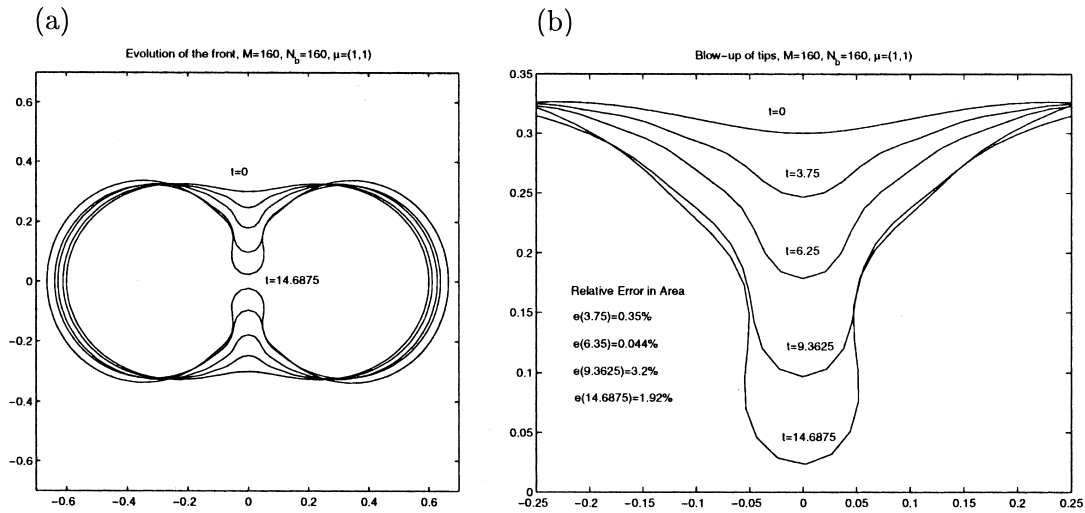 (a)
Evolution of the front, M=160, N_b=160, μ=(1,1)
0.6
0.4
0.2
0
−0.2
−0.4
−0.6
t=0
t=14.6875
−0.6 −0.4 −0.2 0 0.2 0.4 0.6
(b)
Blow−up of tips, M=160, N_b=160, μ=(1,1)
0.35
0.3
0.25
0.2
0.15
0.1
0.05
0
t=0
t=3.75
t=6.25
t=9.3625
t=14.6875
Relative Error in Area
e(3.75)=0.35%
e(6.35)=0.044%
e(9.3625)=3.2%
e(14.6875)=1.92%
−0.25 −0.2 −0.15 −0.1 −0.05 0 0.05 0.1 0.15 0.2 0.25